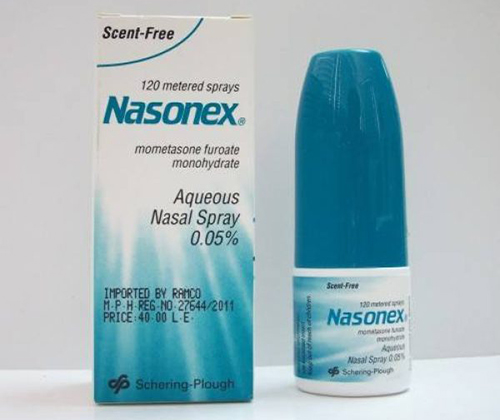 Scent-Free
120 metered sprays
Nasonex®
mometasone furoate
monohydrate
Aqueous
Nasal Spray
0.05%
IMPORTED BY RAMCO
M·P·H·REG·NO·27644/2011
PRICE·40·00 L·E·
Schering-Plough
Scent-Free
120 metered sprays
Nasonex®
mometasone furoate
monohydrate
Aqueous
Nasal Spray 0.05%